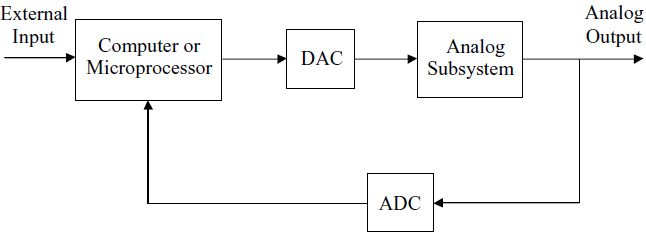 External
Input
Computer or
Microprocessor
DAC
Analog
Subsystem
Analog
Output
ADC